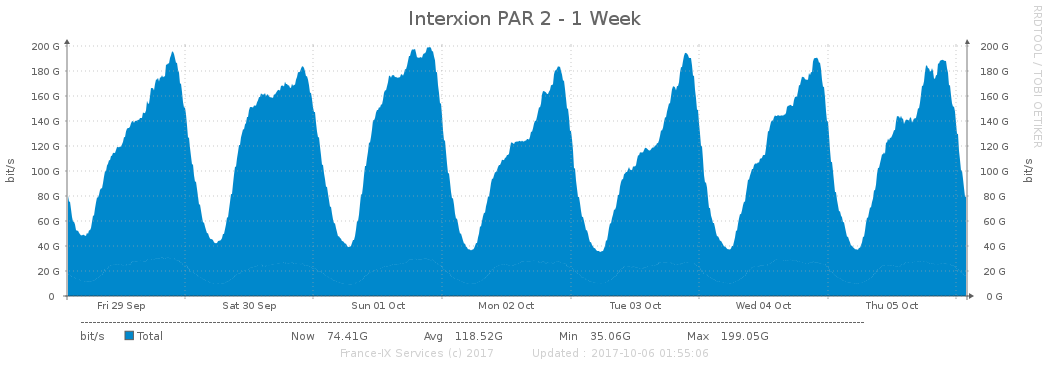 Interxion PAR 2 - 1 Week
RRDTOOL / TOBI OETIKER
bit/s
200 G
180 G
160 G
140 G
120 G
100 G
80 G
60 G
40 G
20 G
0
200 G
180 G
160 G
140 G
120 G
100 G
80 G
60 G
40 G
20 G
0 G
bit/s
Fri 29 Sep Sat 30 Sep Sun 01 Oct Mon 02 Oct Tue 03 Oct Wed 04 Oct Thu 05 Oct
bit/s Total Now 74.41G Avg 118.52G Min 35.06G Max 199.05G
France-IX Services (c) 2017 Updated : 2017-10-06 01:55:06